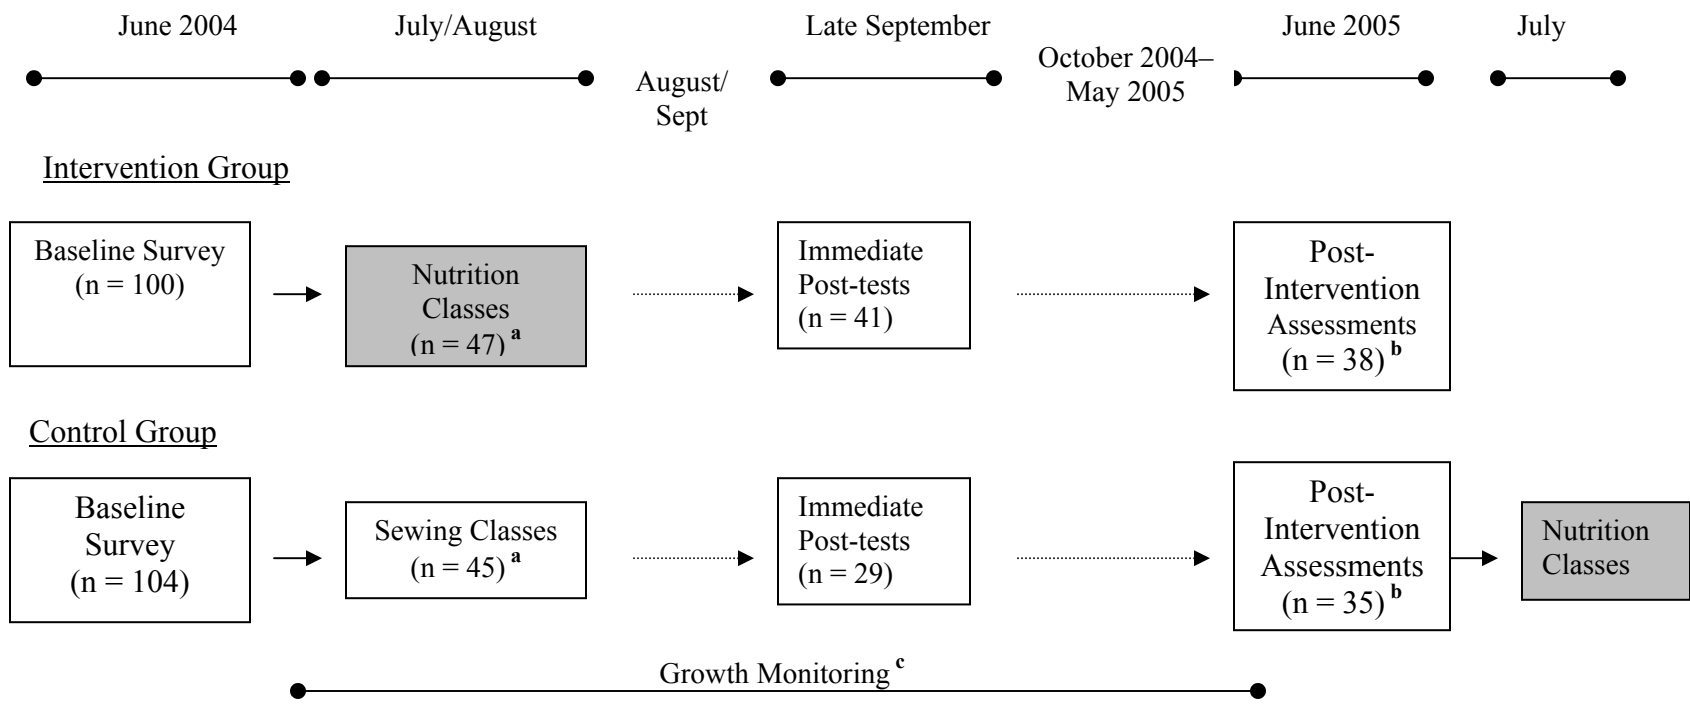 June 2004
July/August
Late September
June 2005
July
August/
Sept
October 2004–
May 2005
Intervention Group
Baseline Survey
(n = 100)
Nutrition
Classes
(n = 47) a
Immediate
Post-tests
(n = 41)
Post-
Intervention
Assessments
(n = 38) b
Control Group
Baseline
Survey
(n = 104)
Sewing Classes
(n = 45) a
Immediate
Post-tests
(n = 29)
Post-
Intervention
Assessments
(n = 35) b
Nutrition
Classes
Growth Monitoring c